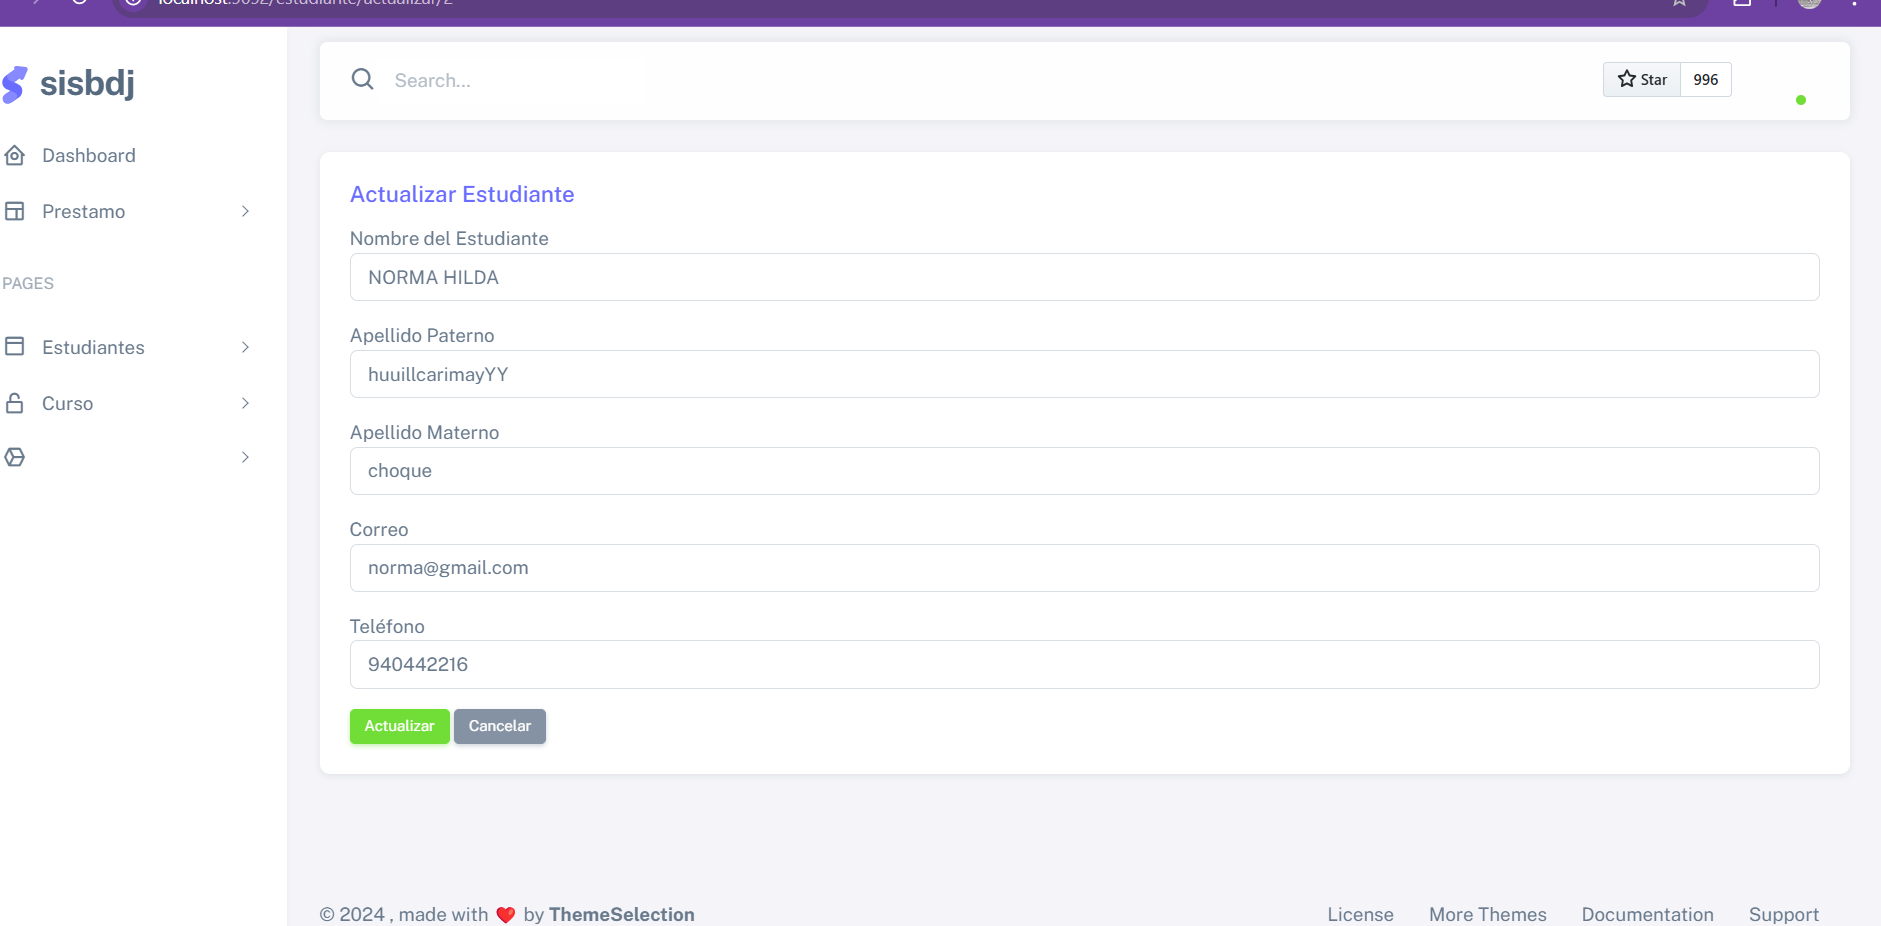 sisbdj
Dashboard
Prestamo
PAGES
Estudiantes
Curso
Search...
Star
996
Actualizar Estudiante
Nombre del Estudiante
NORMA HILDA
Apellido Paterno
huuillcarimayYY
Apellido Materno
choque
Correo
norma@gmail.com
Teléfono
940442216
Actualizar Cancelar
© 2024 , made with ❤️ by ThemeSelection
License More Themes Documentation Support